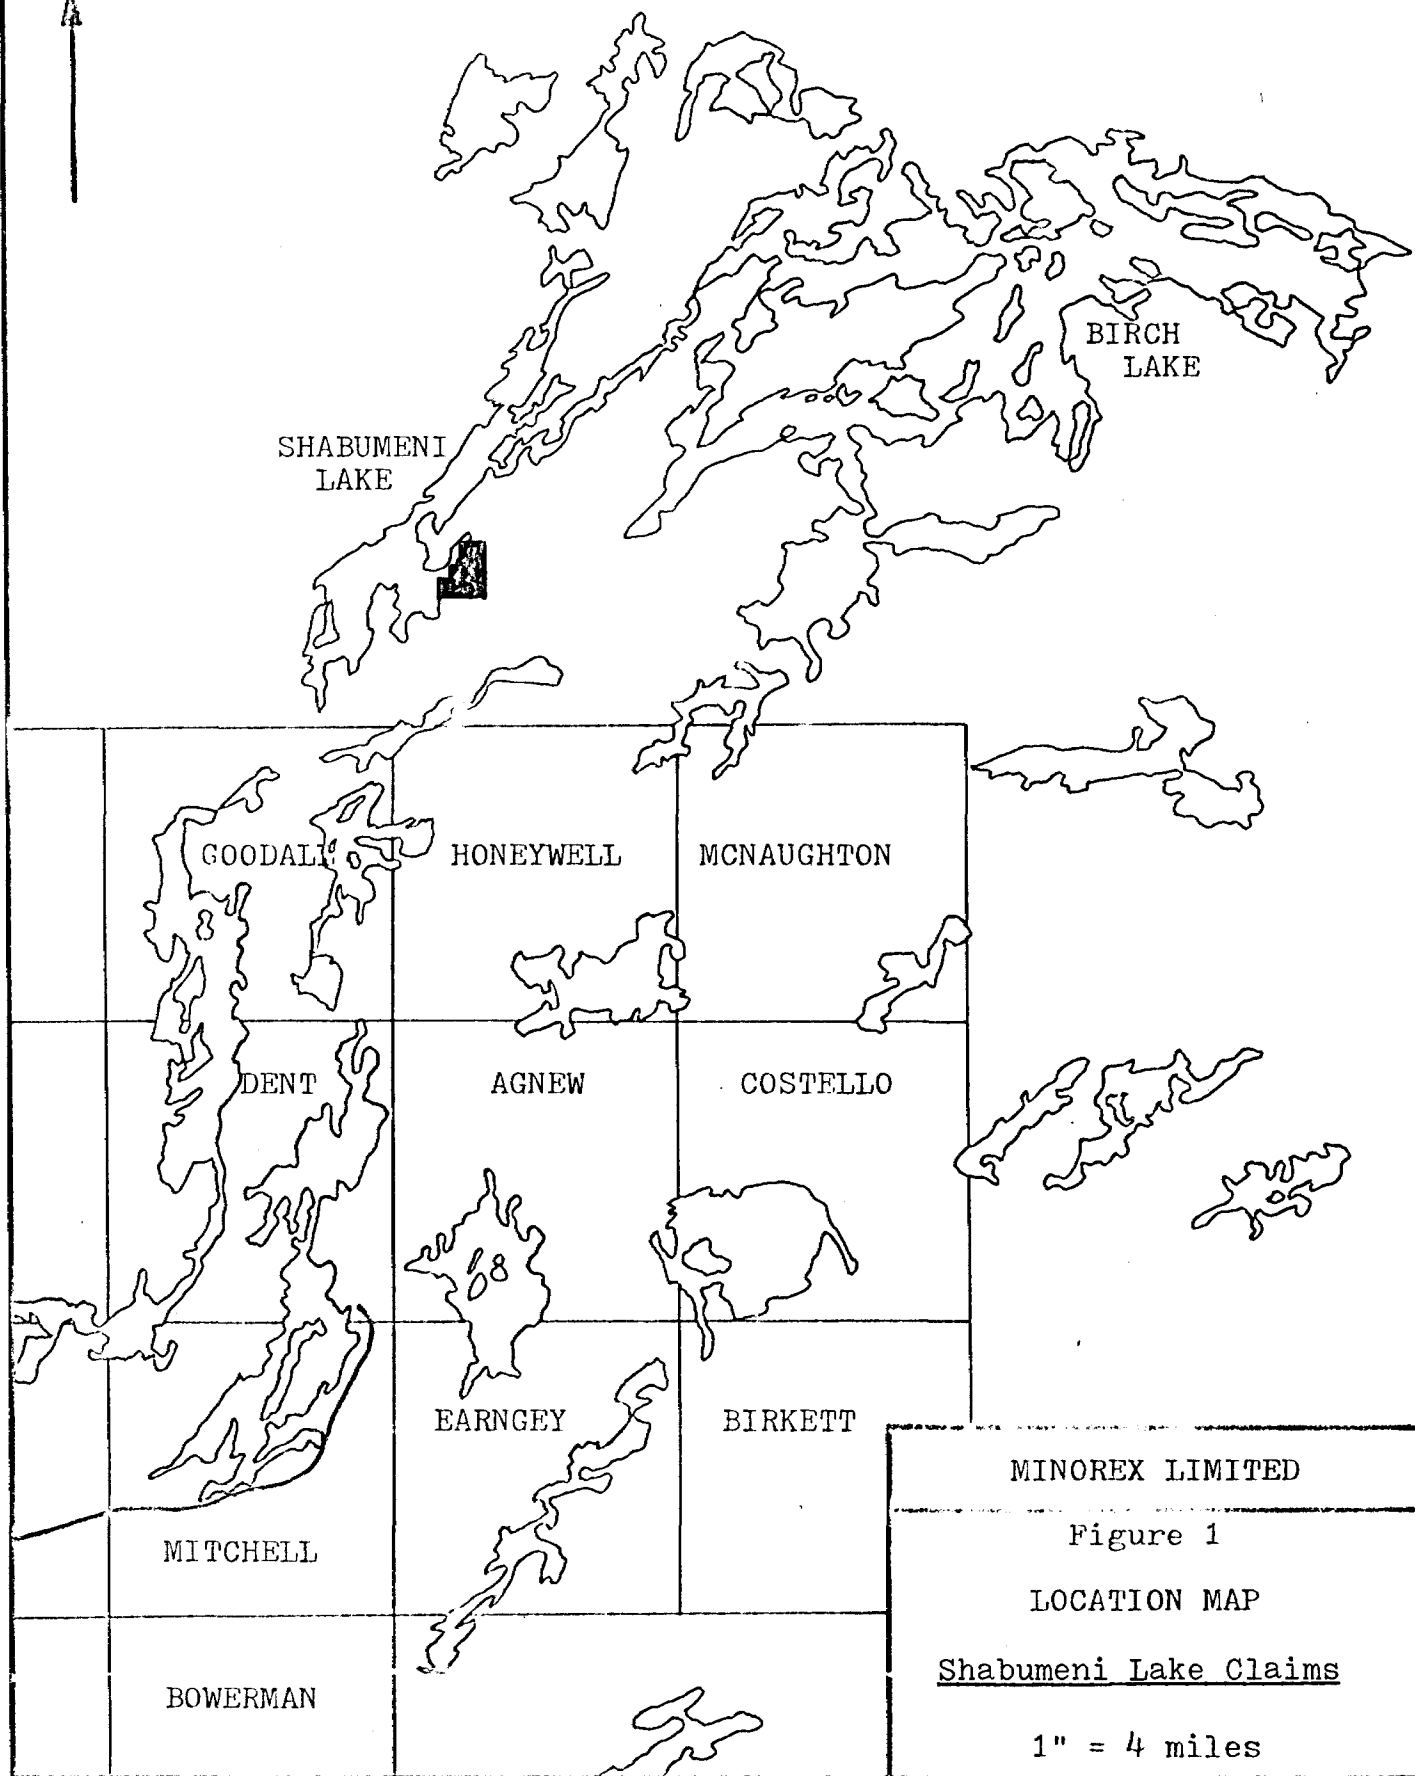 BIRCH
LAKE
SHABUMENI
LAKE
GOODALL
HONEYWELL
MCNAUGHTON
DENT
AGNEW
COSTELLO
EARNGEY
BIRKETT
MITCHELL
BOWERMAN
MINOREX LIMITED
Figure 1
LOCATION MAP
Shabumeni Lake Claims
1" = 4 miles